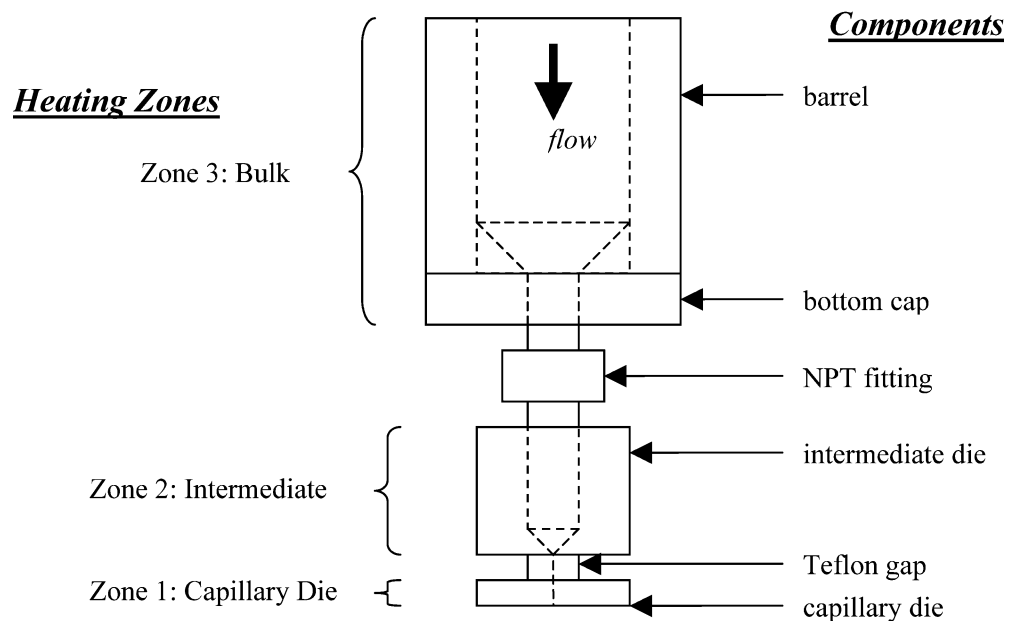 Components
Heating Zones
barrel
flow
Zone 3: Bulk
bottom cap
NPT fitting
intermediate die
Zone 2: Intermediate
Teflon gap
Zone 1: Capillary Die
capillary die